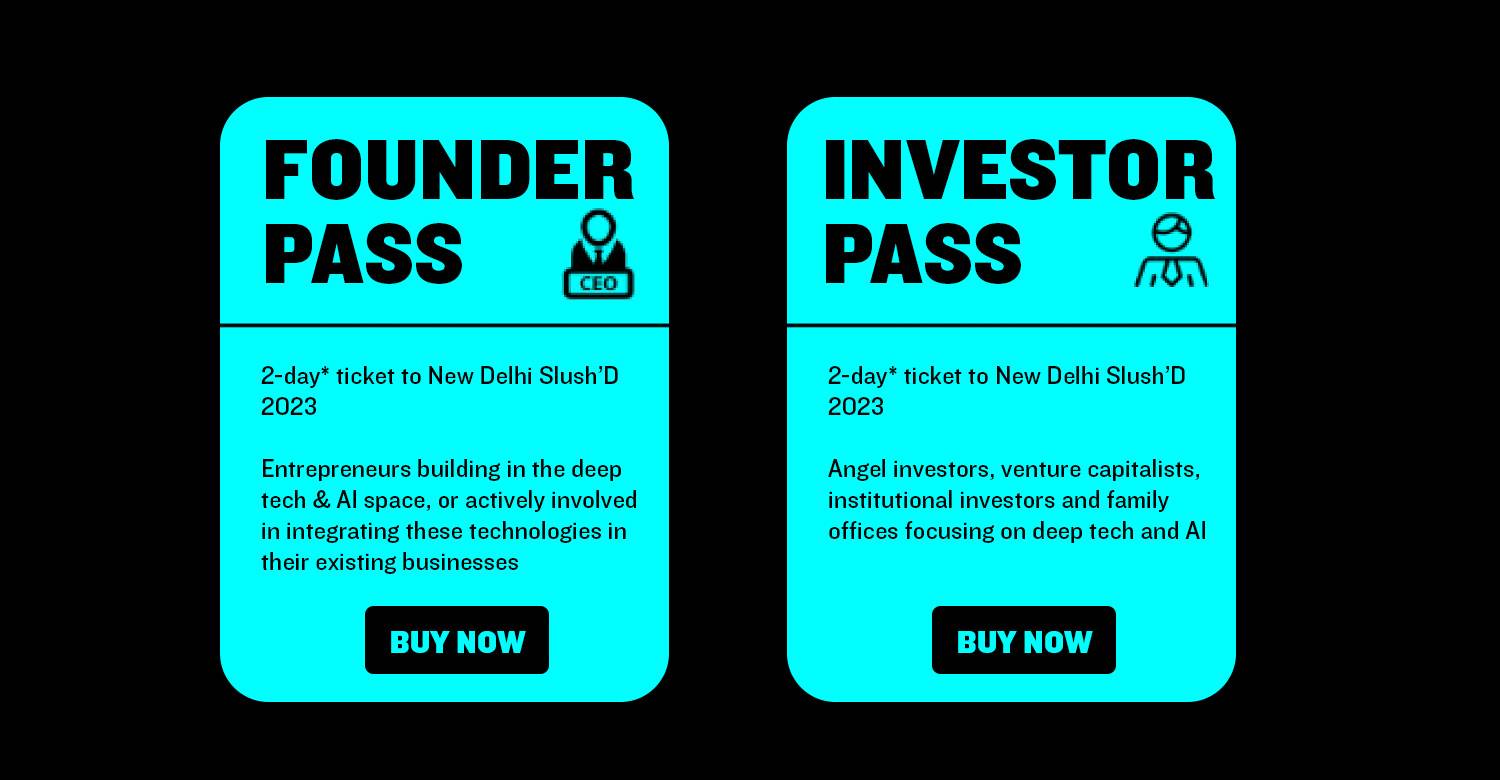 FOUNDER
PASS
CEO
2-day* ticket to New Delhi Slush’D
2023
Entrepreneurs building in the deep
tech & AI space, or actively involved
in integrating these technologies in
their existing businesses
BUY NOW
INVESTOR
PASS
2-day* ticket to New Delhi Slush’D
2023
Angel investors, venture capitalists,
institutional investors and family
offices focusing on deep tech and AI
BUY NOW